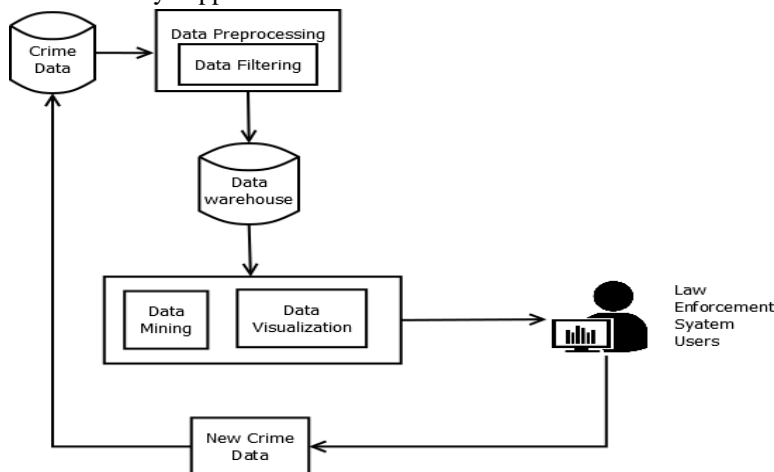 Crime
Data
Data Preprocessing
Data Filtering
Data
warehouse
Data
Mining
Data
Visualization
Law
Enforcement
Syatem
Users
New Crime
Data